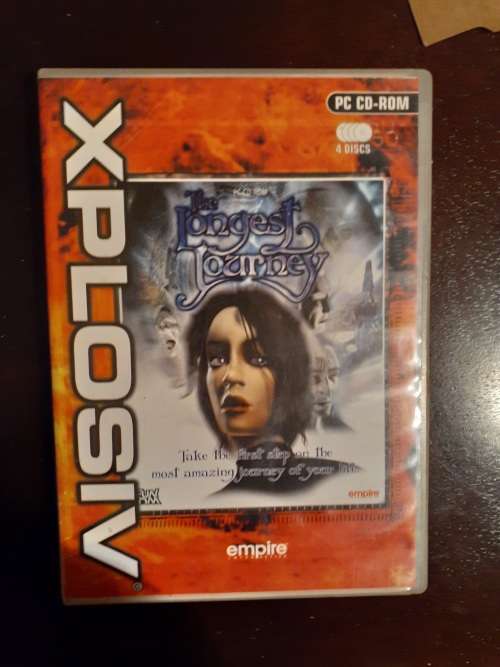 XPLOSIV
PC CD-ROM
4 DISCS
The
Longest
Journey
Take the first step on the
most amazing journey of your life
empire
empire
INTERACTIVE